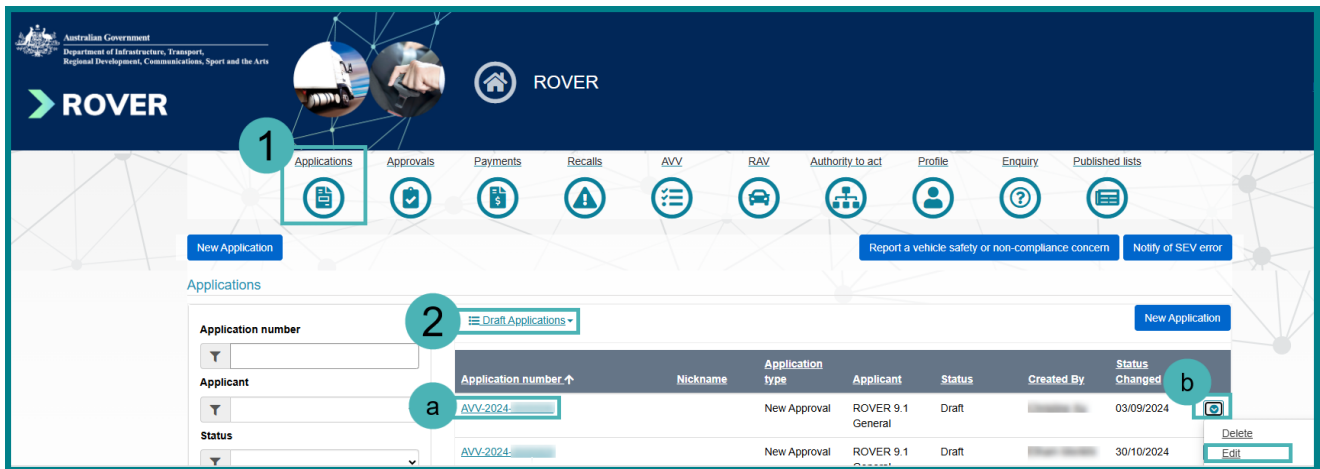 Australian Government
Department of Infrastructure, Transport,
Regional Development, Communications, Sport and the Arts
ROVER
ROVER
1
Applications
Approvals
Payments
Recalls
AVV
RAV
Authority to act
Profile
Enquiry
Published lists
New Application
Report a vehicle safety or non-compliance concern
Notify of SEV error
Applications
2
Draft Applications
New Application
Application number
Applicant
Status
Application number
Nickname
Application type
Applicant
Status
Created By
Status Changed
b
a
AVV-2024-
New Approval
ROVER 9.1 General
Draft
03/09/2024
Delete
Edit
AVV-2024-
New Approval
ROVER 9.1
Draft
30/10/2024